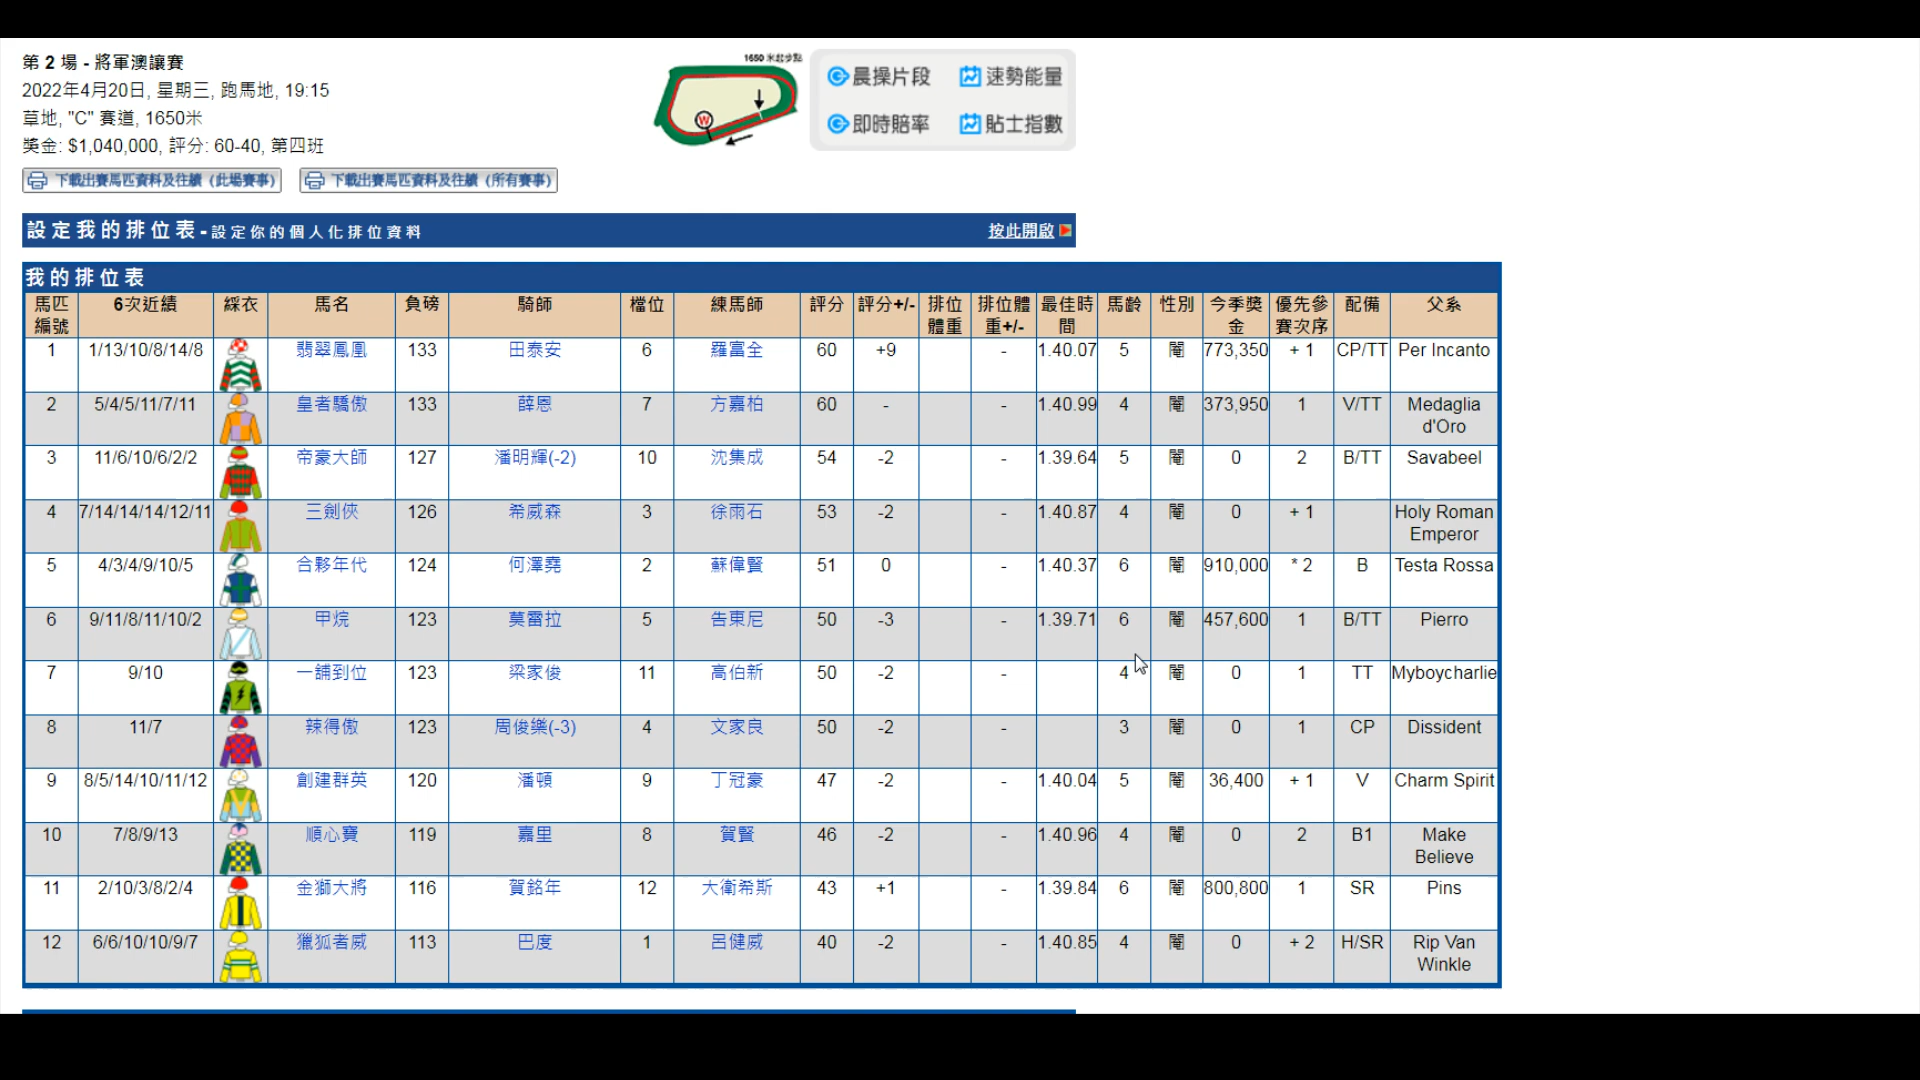 第 2 場 - 將軍澳讓賽
2022年4月20日, 星期三, 跑馬地, 19:15
草地, "C" 賽道, 1650米
獎金: $1,040,000, 評分: 60-40, 第四班
1650 米起步點
W
晨操片段 速勢能量
即時賠率 貼士指數
下載出賽馬匹資料及往績 (此場賽事) 下載出賽馬匹資料及往績 (所有賽事)
設定我的排位表 - 設定你的個人化排位資料 按此開啟
我的排位表
馬匹編號 6次近績 綵衣 馬名 負磅 騎師 檔位 練馬師 評分 評分+/- 排位體重 排位體重+/- 最佳時間 馬齡 性別 今季獎金 優先參賽次序 配備 父系
1 1/13/10/8/14/8 翡翠鳳凰 133 田泰安 6 羅富全 60 +9 - 1.40.07 5 閹 773,350 + 1 CP/TT Per Incanto
2 5/4/5/11/7/11 皇者驕傲 133 薛恩 7 方嘉柏 60 - - 1.40.99 4 閹 373,950 1 V/TT Medaglia d'Oro
3 11/6/10/6/2/2 帝豪大師 127 潘明輝(-2) 10 沈集成 54 -2 - 1.39.64 5 閹 0 2 B/TT Savabeel
4 7/14/14/14/12/11 三劍俠 126 希威森 3 徐雨石 53 -2 - 1.40.87 4 閹 0 + 1 Holy Roman Emperor
5 4/3/4/9/10/5 合夥年代 124 何澤堯 2 蘇偉賢 51 0 - 1.40.37 6 閹 910,000 * 2 B Testa Rossa
6 9/11/8/11/10/2 甲烷 123 莫雷拉 5 告東尼 50 -3 - 1.39.71 6 閹 457,600 1 B/TT Pierro
7 9/10 一舖到位 123 梁家俊 11 高伯新 50 -2 - 4 閹 0 1 TT Myboycharlie
8 11/7 辣得傲 123 周俊樂(-3) 4 文家良 50 -2 - 3 閹 0 1 CP Dissident
9 8/5/14/10/11/12 創建群英 120 潘頓 9 丁冠豪 47 -2 - 1.40.04 5 閹 36,400 + 1 V Charm Spirit
10 7/8/9/13 順心寶 119 嘉里 8 賀賢 46 -2 - 1.40.96 4 閹 0 2 B1 Make Believe
11 2/10/3/8/2/4 金獅大將 116 賀銘年 12 大衛希斯 43 +1 - 1.39.84 6 閹 800,800 1 SR Pins
12 6/6/10/10/9/7 獵狐者威 113 巴度 1 呂健威 40 -2 - 1.40.85 4 閹 0 + 2 H/SR Rip Van Winkle